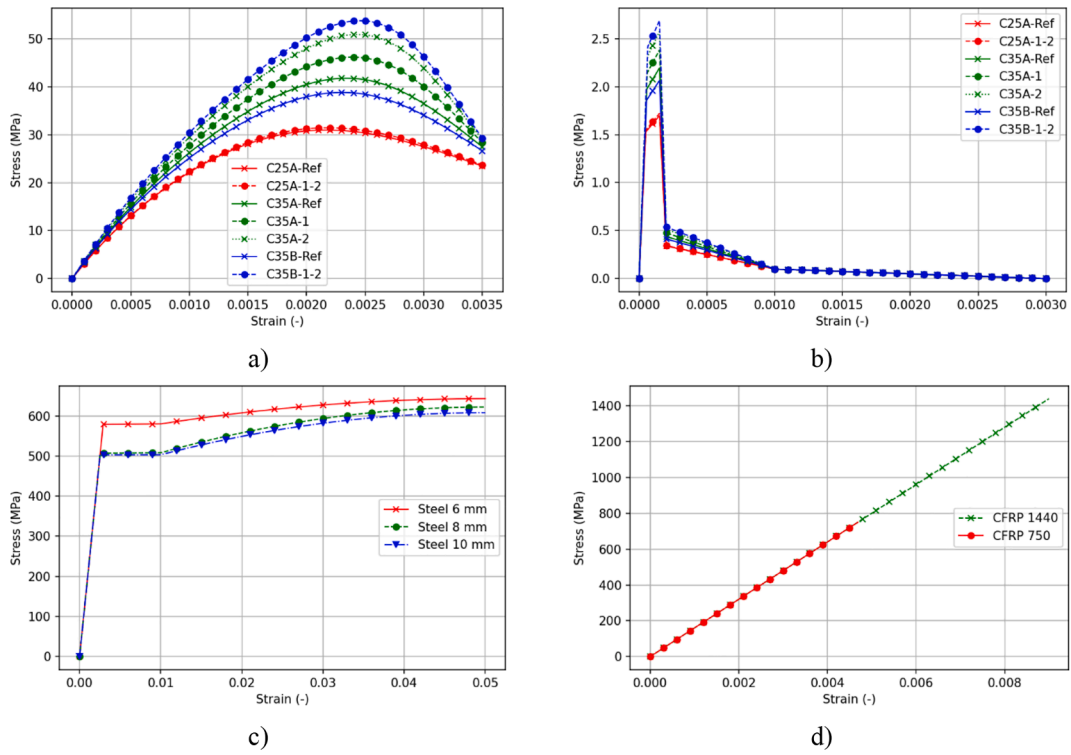 50
40
30
20
10
0
Stress (MPa)
C25A-Ref
C25A-1-2
C35A-Ref
C35A-1
C35A-2
C35B-Ref
C35B-1-2
0.0000 0.0005 0.0010 0.0015 0.0020 0.0025 0.0030 0.0035
Strain (-)
a)
2.5
2.0
1.5
1.0
0.5
0.0
Stress (MPa)
C25A-Ref
C25A-1-2
C35A-Ref
C35A-1
C35A-2
C35B-Ref
C35B-1-2
0.0000 0.0005 0.0010 0.0015 0.0020 0.0025 0.0030
Strain (-)
b)
600
500
400
300
200
100
0
Stress (MPa)
Steel 6 mm
Steel 8 mm
Steel 10 mm
0.00 0.01 0.02 0.03 0.04 0.05
Strain (-)
c)
1400
1200
1000
800
600
400
200
0
Stress (MPa)
CFRP 1440
CFRP 750
0.000 0.002 0.004 0.006 0.008
Strain (-)
d)